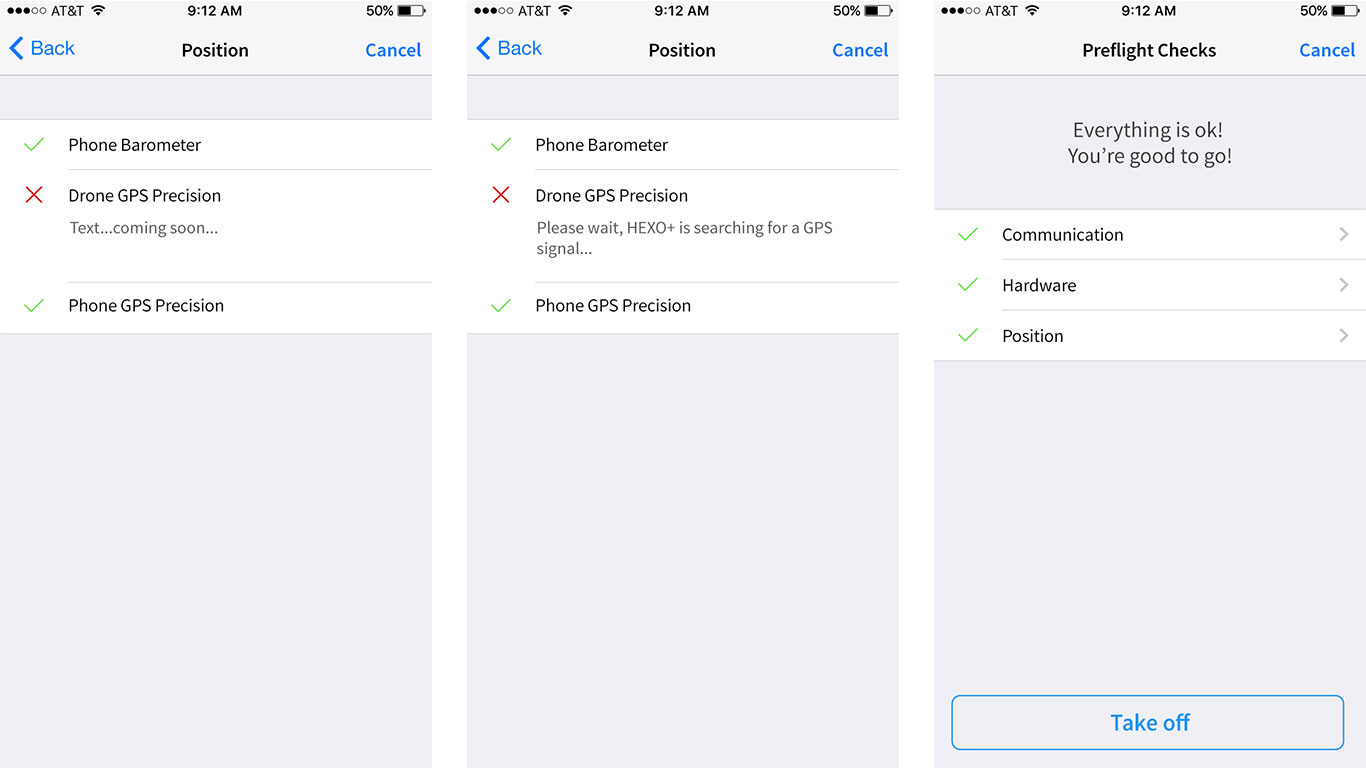 AT&T 9:12 AM 50%
Back Position Cancel
Phone Barometer
Drone GPS Precision
Text...coming soon...
Phone GPS Precision
AT&T 9:12 AM 50%
Back Position Cancel
Phone Barometer
Drone GPS Precision
Please wait, HEXO+ is searching for a GPS
signal...
Phone GPS Precision
AT&T 9:12 AM 50%
Preflight Checks Cancel
Everything is ok!
You’re good to go!
Communication
Hardware
Position
Take off